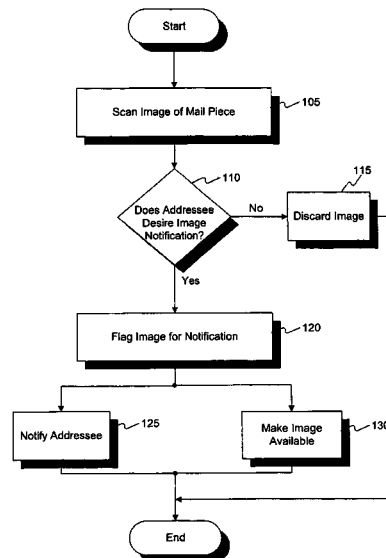 Start
Scan Image of Mail Piece
105
110
Does Addressee
Desire Image
Notification?
No
115
Discard Image
Yes
Flag Image for Notification
120
Notify Addressee
125
Make Image
Available
130
End